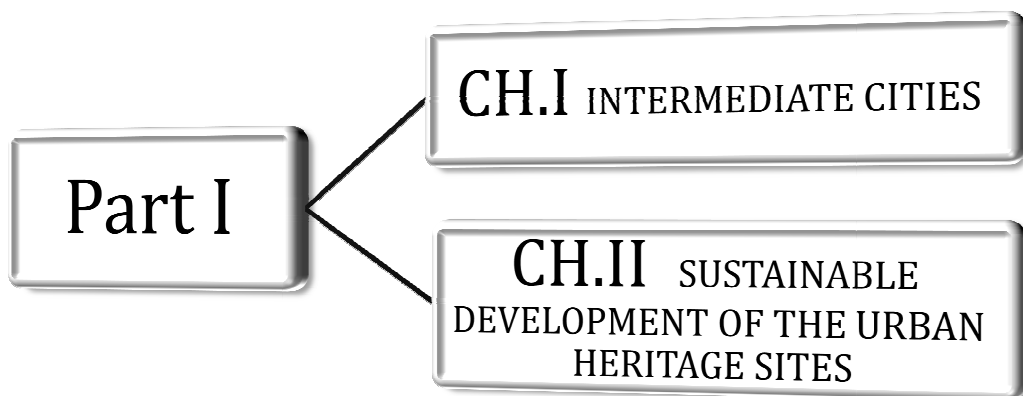 Part I
CH.I INTERMEDIATE CITIES
CH.II SUSTAINABLE
DEVELOPMENT OF THE URBAN
HERITAGE SITES